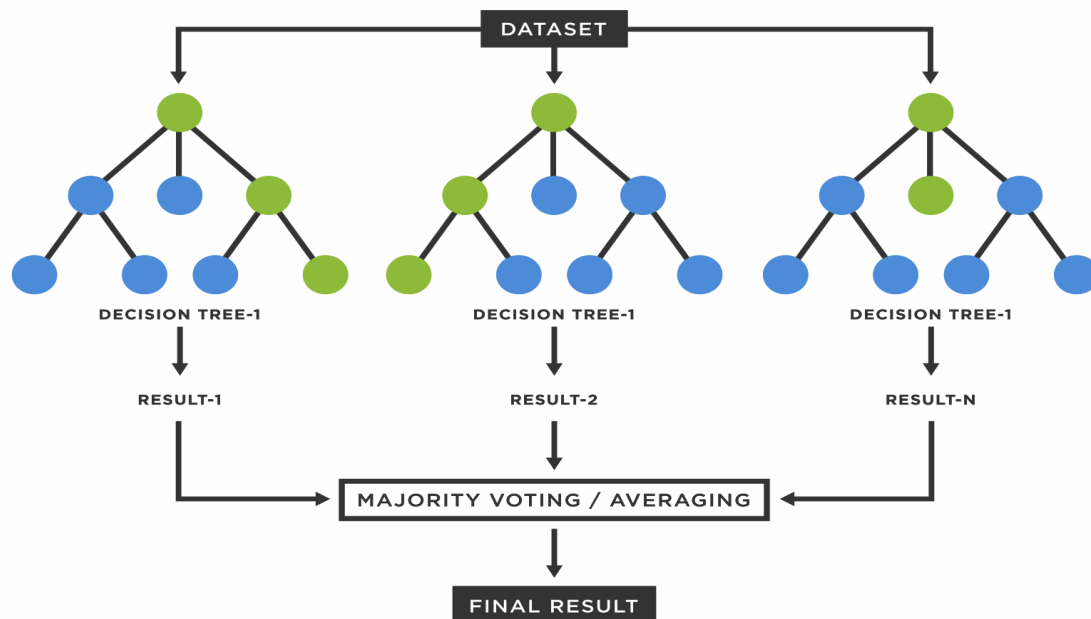 DATASET
DECISION TREE-1
DECISION TREE-1
DECISION TREE-1
RESULT-1
RESULT-2
RESULT-N
MAJORITY VOTING / AVERAGING
FINAL RESULT